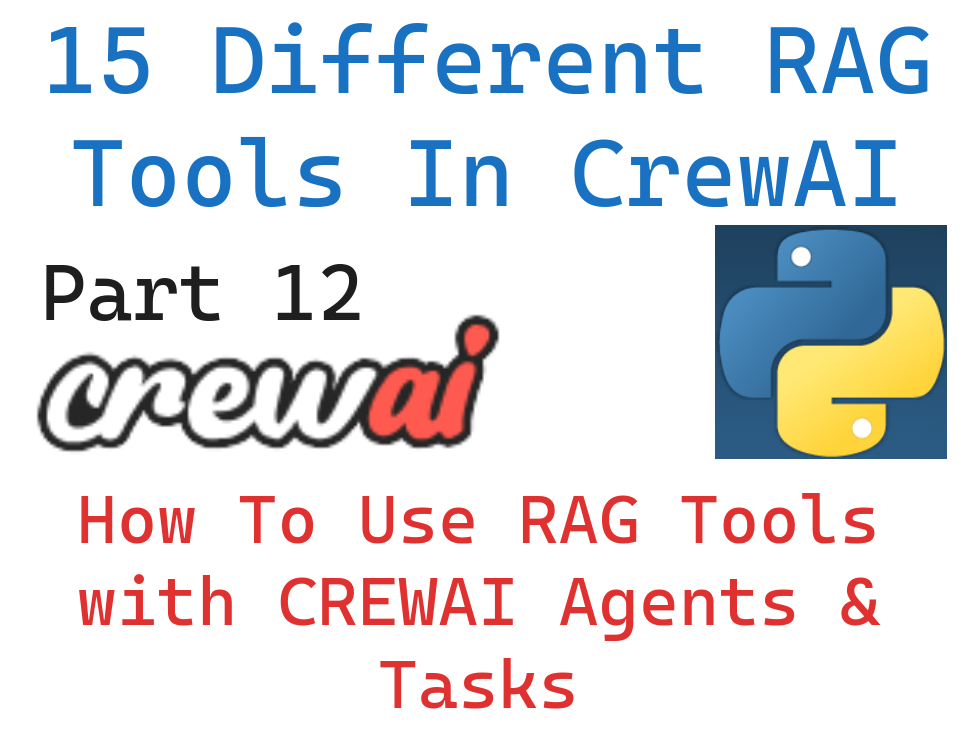 15 Different RAG
Tools In CrewAI
Part 12
crewai
How To Use RAG Tools
with CREWAI Agents &
Tasks